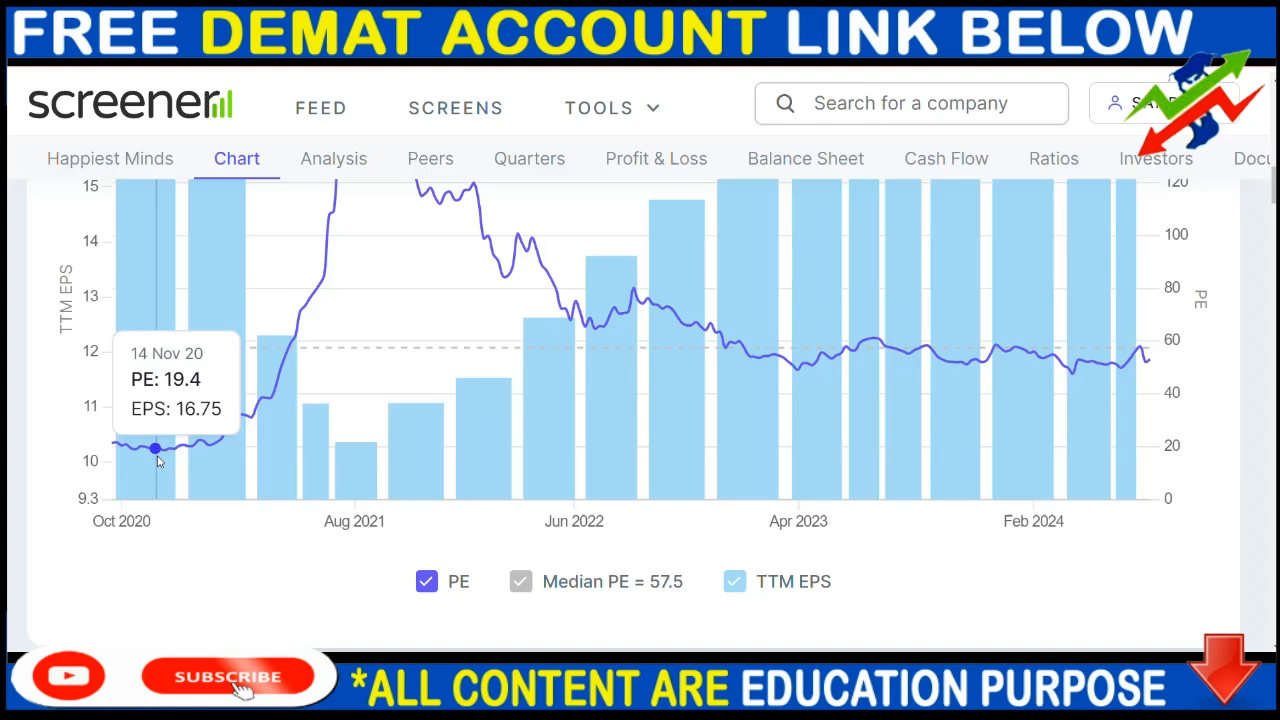 FREE DEMAT ACCOUNT LINK BELOW
screener
FEED
SCREENS
TOOLS
Search for a company
Happiest Minds
Chart
Analysis
Peers
Quarters
Profit & Loss
Balance Sheet
Cash Flow
Ratios
Investors
Docu
15
14
13
12
11
10
9.3
TTM EPS
120
100
80
60
40
20
0
PE
14 Nov 20
PE: 19.4
EPS: 16.75
Oct 2020
Aug 2021
Jun 2022
Apr 2023
Feb 2024
PE
Median PE = 57.5
TTM EPS
SUBSCRIBE
*ALL CONTENT ARE EDUCATION PURPOSE